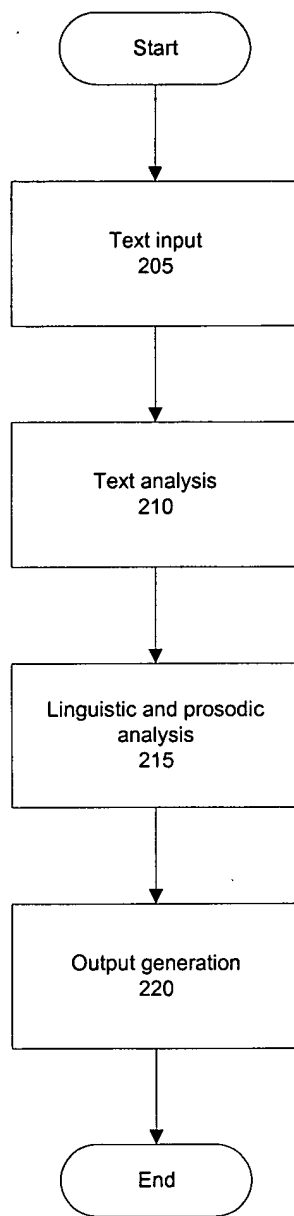 Start
Text input
205
Text analysis
210
Linguistic and prosodic
analysis
215
Output generation
220
End